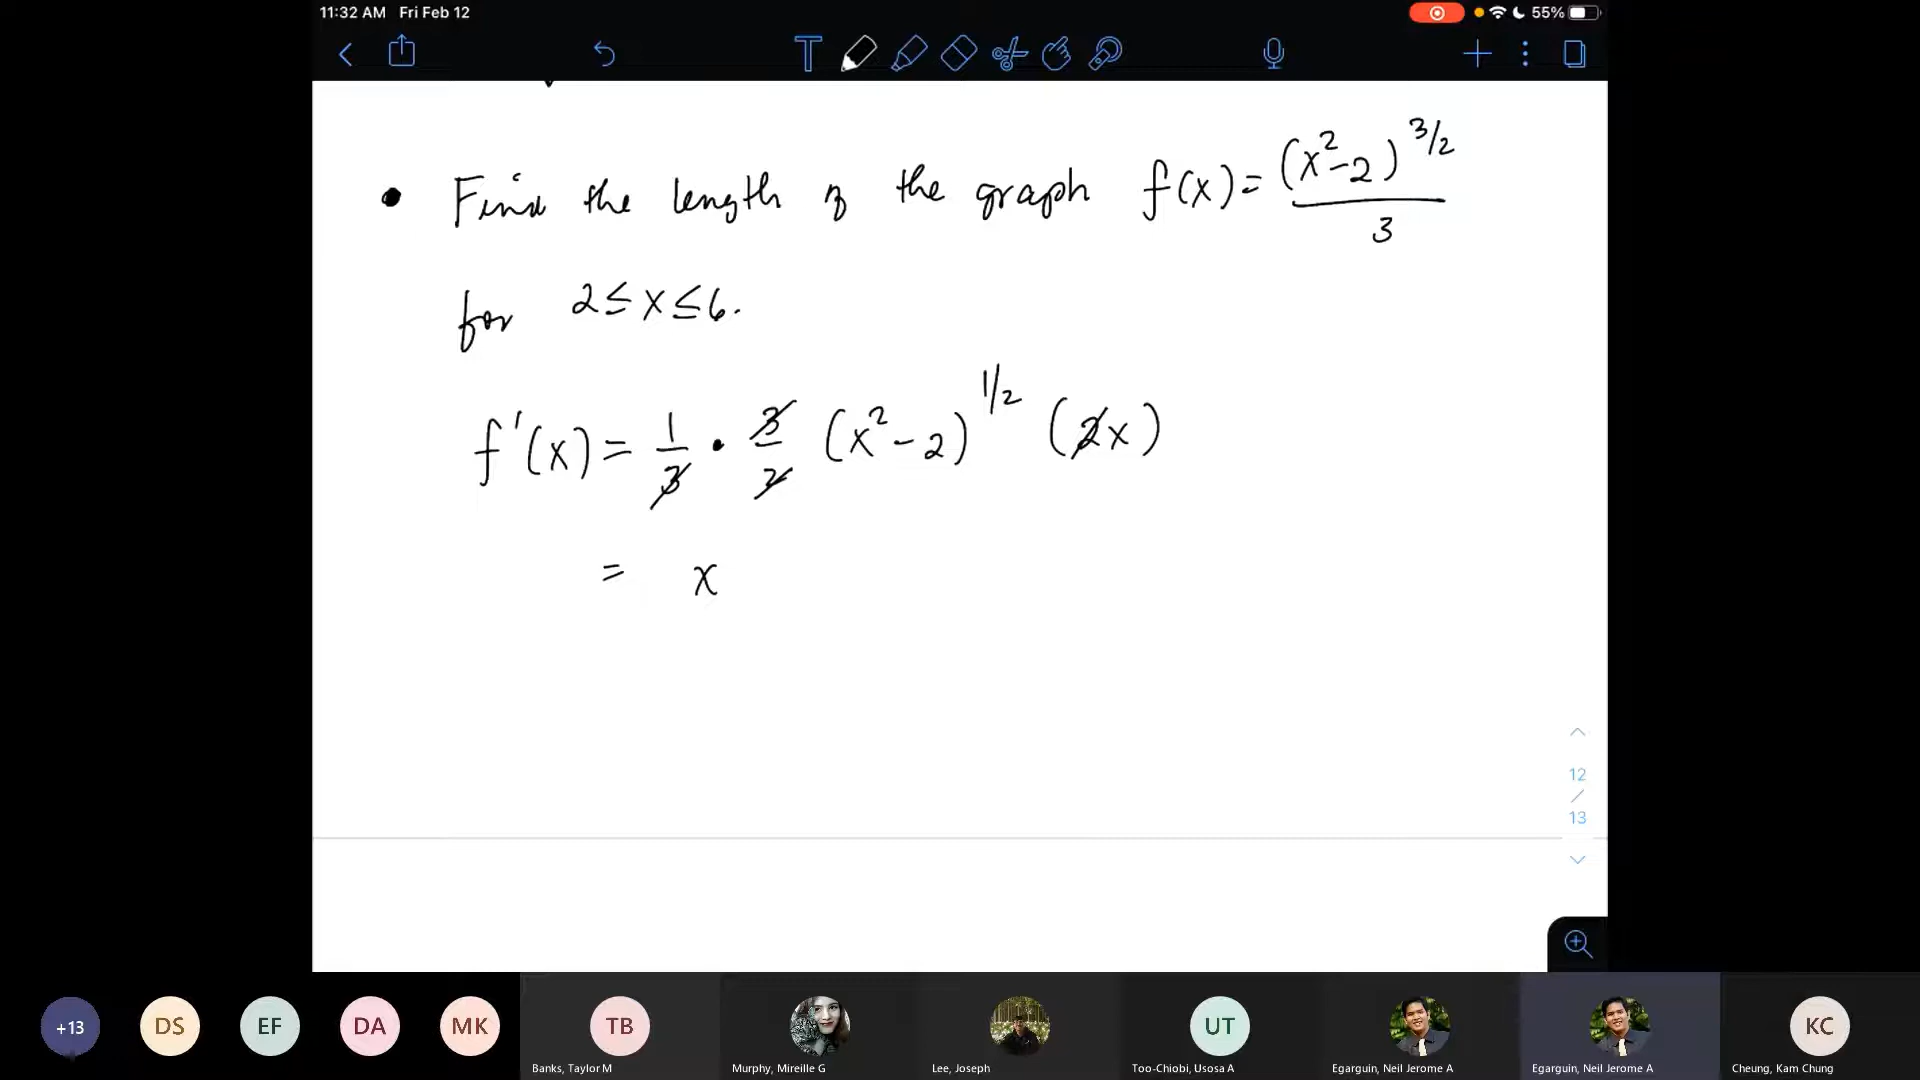 11:32 AM Fri Feb 12
55%
• Find the length of the graph f(x) = (x²-2)^3/2 / 3
for 2 ≤ x ≤ 6.
f'(x) = 1/3 • 3/2 (x²-2)^1/2 (2x)
= x
12
/
13
+13
DS
EF
DA
MK
TB
UT
KC
Banks, Taylor M
Murphy, Mireille G
Lee, Joseph
Too-Chiobi, Usosa A
Egarguin, Neil Jerome A
Egarguin, Neil Jerome A
Cheung, Kam Chung